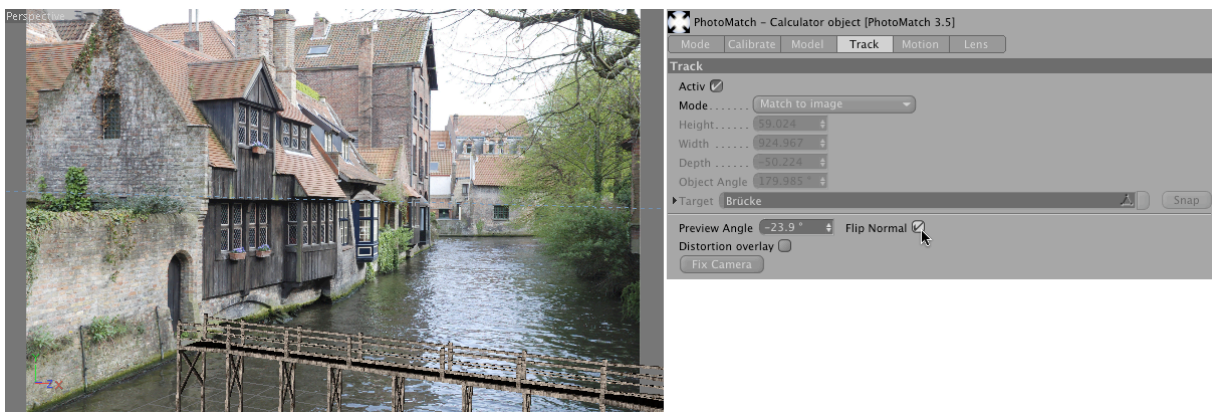 Perspective
-ZX
PhotoMatch - Calculator object [PhotoMatch 3.5]
Mode Calibrate Model Track Motion Lens
Track
Activ
Mode....... Match to image
Height...... 59.024
Width ...... 924.967
Depth ...... -50.224
Object Angle 179.985 °
Target Brücke Snap
Preview Angle -23.9 ° Flip Normal
Distortion overlay
Fix Camera